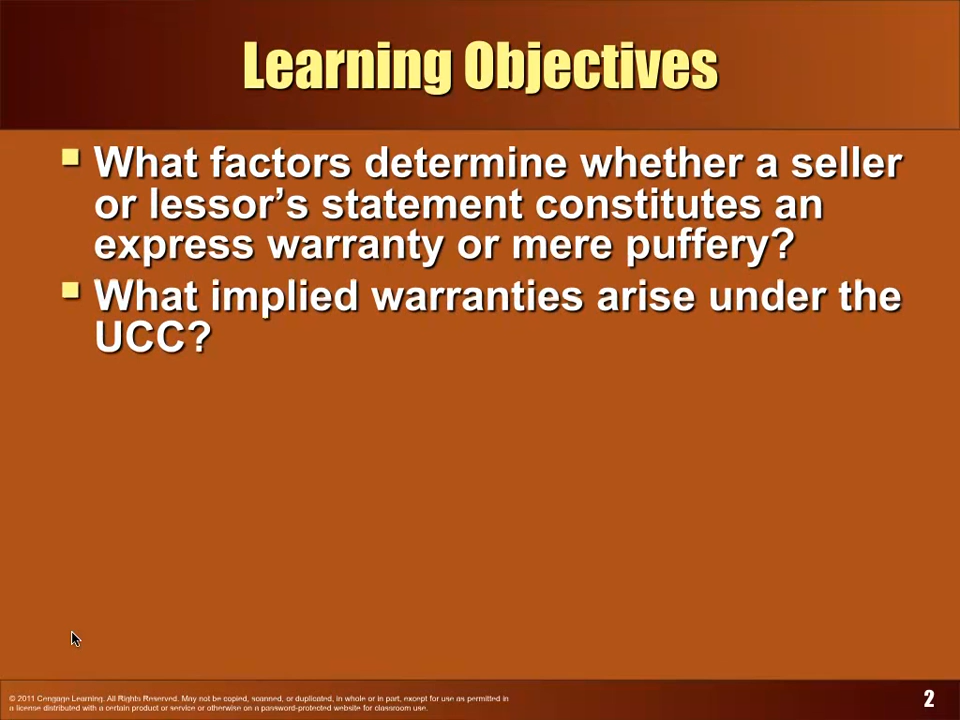 Learning Objectives
What factors determine whether a seller
or lessor’s statement constitutes an
express warranty or mere puffery?
What implied warranties arise under the
UCC?
© 2011 Cengage Learning. All Rights Reserved. May not be copied, scanned, or duplicated, in whole or in part, except for use as permitted in
a license distributed with a certain product or service or otherwise on a password-protected website for classroom use.
2